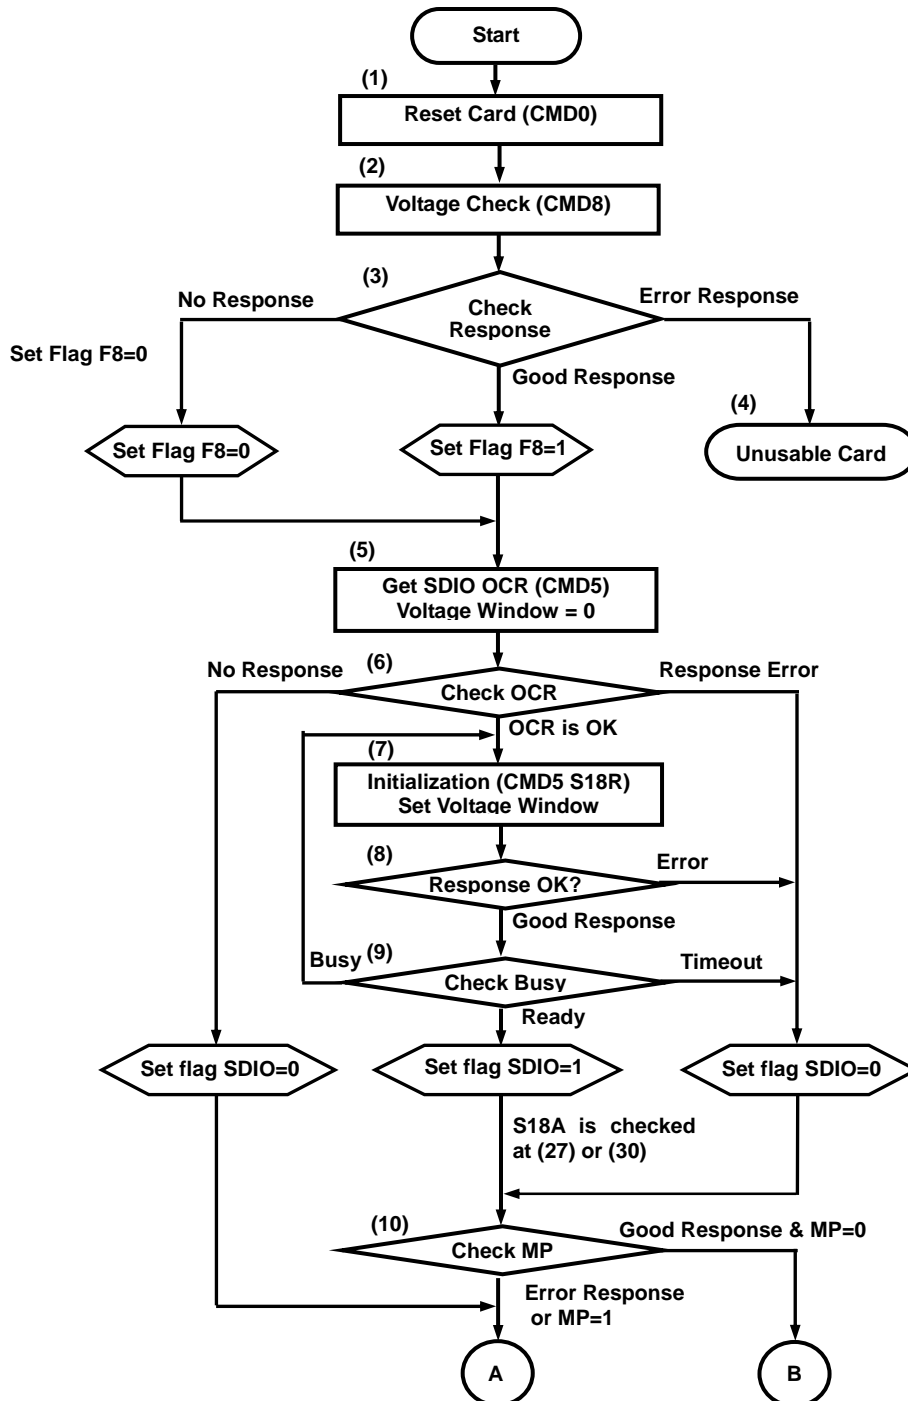 Start
(1)
Reset Card (CMD0)
(2)
Voltage Check (CMD8)
(3)
No Response
Error Response
Check
Response
Set Flag F8=0
Good Response
(4)
Set Flag F8=0
Set Flag F8=1
Unusable Card
(5)
Get SDIO OCR (CMD5)
Voltage Window = 0
No Response
(6)
Response Error
Check OCR
OCR is OK
(7)
Initialization (CMD5 S18R)
Set Voltage Window
(8)
Error
Response OK?
Good Response
Busy
(9)
Timeout
Check Busy
Ready
Set flag SDIO=0
Set flag SDIO=1
Set flag SDIO=0
S18A is checked
at (27) or (30)
(10)
Good Response & MP=0
Check MP
Error Response
or MP=1
A
B